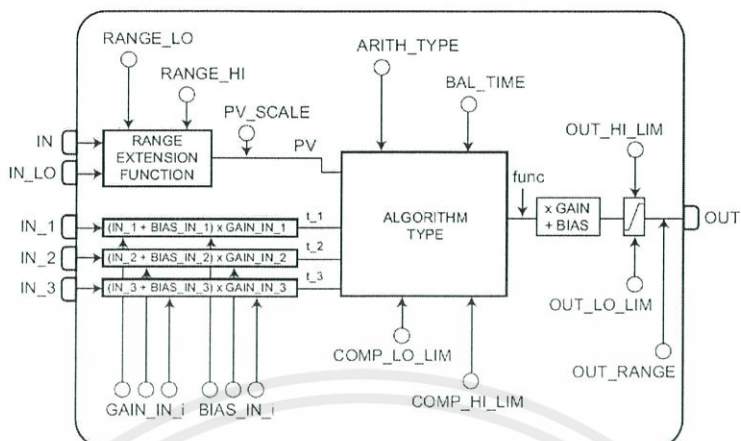 RANGE_LO
RANGE_HI
ARITH_TYPE
BAL_TIME
PV_SCALE
OUT_HI_LIM
IN
IN_LO
RANGE
EXTENSION
FUNCTION
PV
func
IN_1
(IN_1 + BIAS_IN_1) x GAIN_IN_1
t_1
IN_2
(IN_2 + BIAS_IN_2) x GAIN_IN_2
t_2
IN_3
(IN_3 + BIAS_IN_3) x GAIN_IN_3
t_3
ALGORITHM
TYPE
x GAIN
+ BIAS
OUT
OUT_LO_LIM
COMP_LO_LIM
OUT_RANGE
GAIN_IN_i
BIAS_IN_i
COMP_HI_LIM